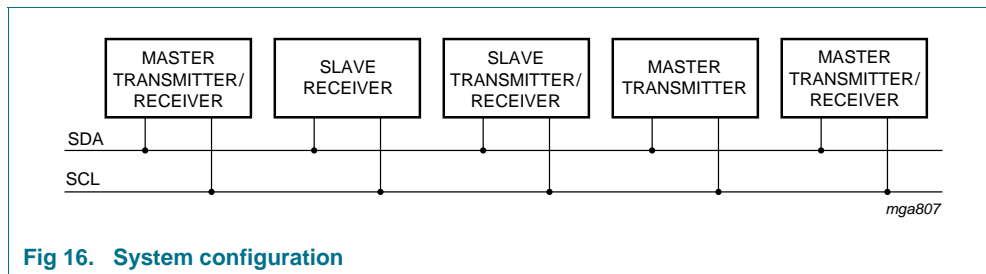 MASTER
TRANSMITTER/
RECEIVER
SLAVE
RECEIVER
SLAVE
TRANSMITTER/
RECEIVER
MASTER
TRANSMITTER
MASTER
TRANSMITTER/
RECEIVER
SDA
SCL
mga807
Fig 16. System configuration